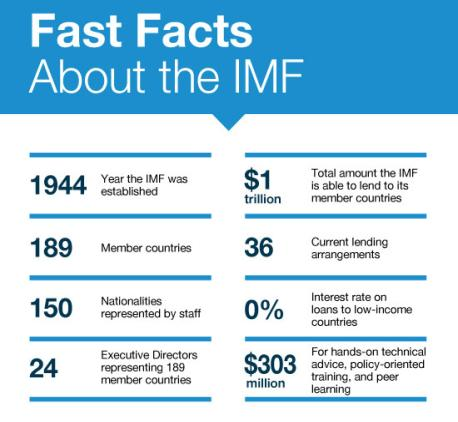 Fast Facts
About the IMF
1944
Year the IMF was
established
189
Member countries
150
Nationalities
represented by staff
24
Executive Directors
representing 189
member countries
$1
trillion
Total amount the IMF
is able to lend to its
member countries
36
Current lending
arrangements
0%
Interest rate on
loans to low-income
countries
$303
million
For hands-on technical
advice, policy-oriented
training, and peer
learning